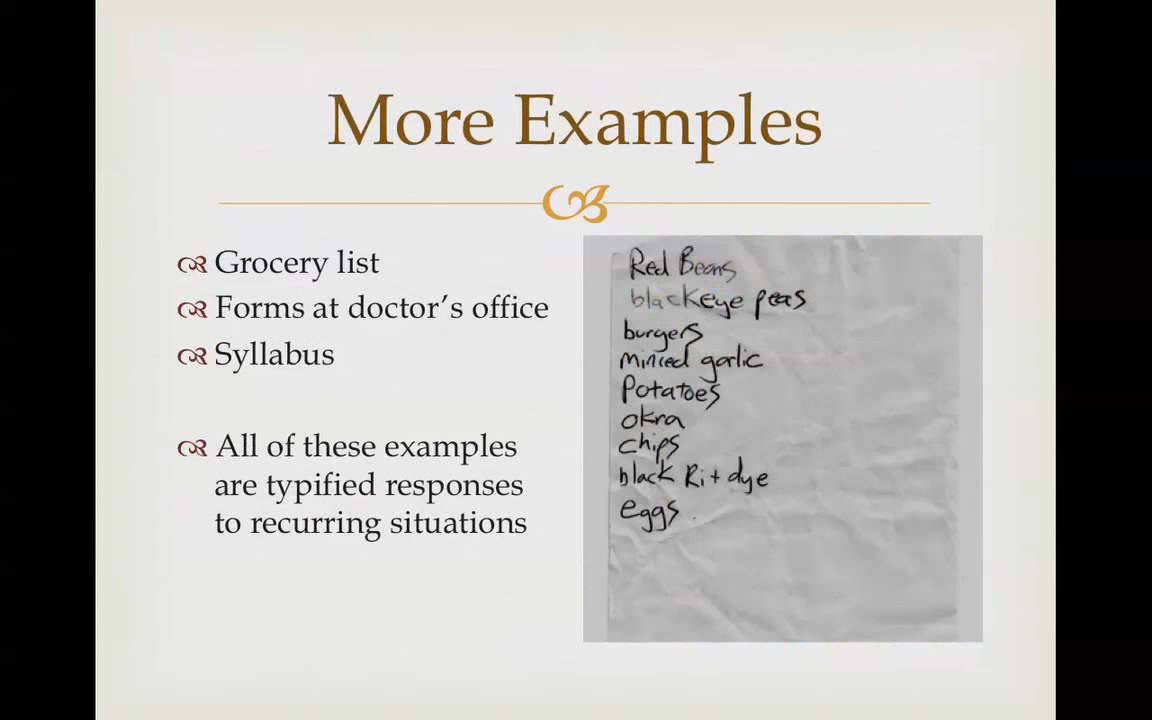 More Examples
Grocery list
Forms at doctor's office
Syllabus
All of these examples
are typified responses
to recurring situations
Red Beans
blackeye peas
burgers
minced garlic
Potatoes
okra
chips
black Rit dye
eggs